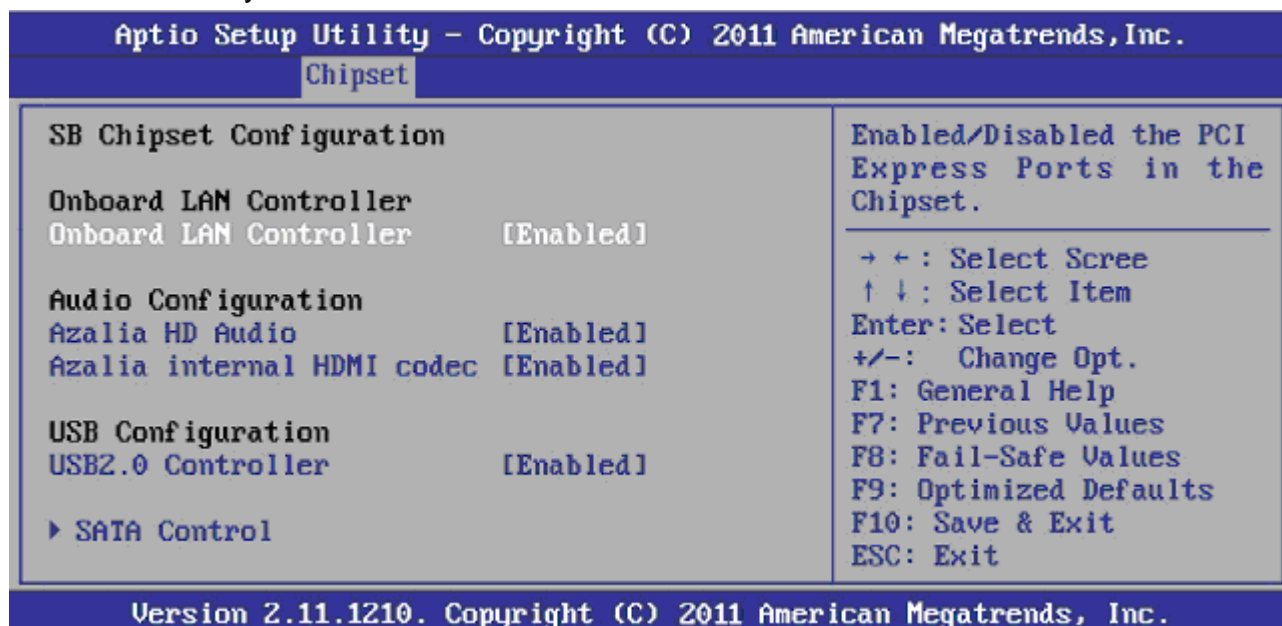 Aptio Setup Utility – Copyright (C) 2011 American Megatrends,Inc.
Chipset
SB Chipset Configuration
Onboard LAN Controller
Onboard LAN Controller [Enabled]
Audio Configuration
Azalia HD Audio [Enabled]
Azalia internal HDMI codec [Enabled]
USB Configuration
USB2.0 Controller [Enabled]
▶ SATA Control
Enabled/Disabled the PCI
Express Ports in the
Chipset.
→ ←: Select Scree
↑ ↓: Select Item
Enter: Select
+/-: Change Opt.
F1: General Help
F7: Previous Values
F8: Fail-Safe Values
F9: Optimized Defaults
F10: Save & Exit
ESC: Exit
Version 2.11.1210. Copyright (C) 2011 American Megatrends, Inc.